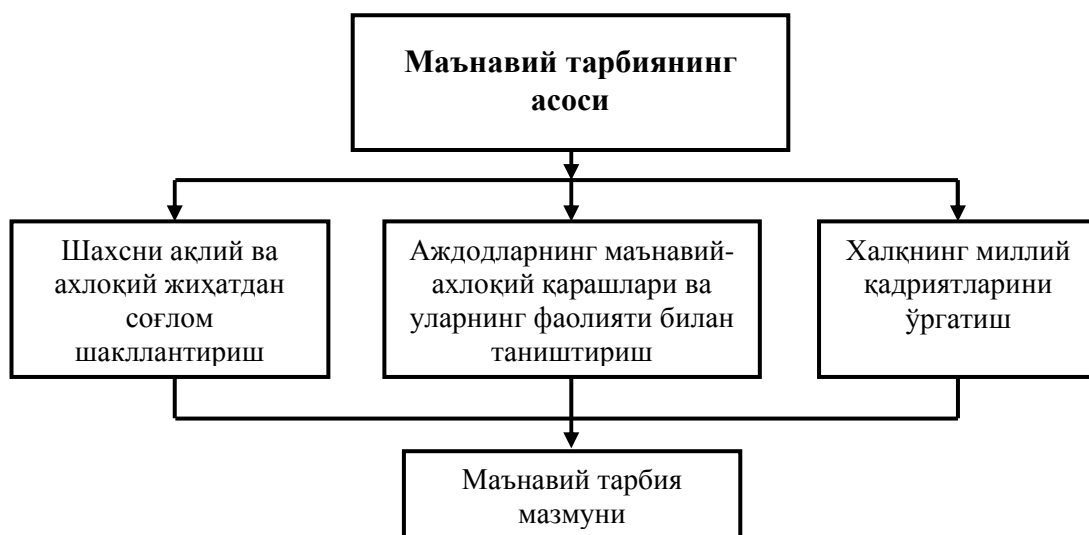 Маънавий тарбиянинг
асоси
Шахсни ақлий ва
ахлоқий жиҳатдан
соғлом
шакллантириш
Аждодларнинг маънавий-
ахлоқий қарашлари ва
уларнинг фаолияти билан
таништириш
Халқнинг миллий
қадриятларини
ўргатиш
Маънавий тарбия
мазмуни